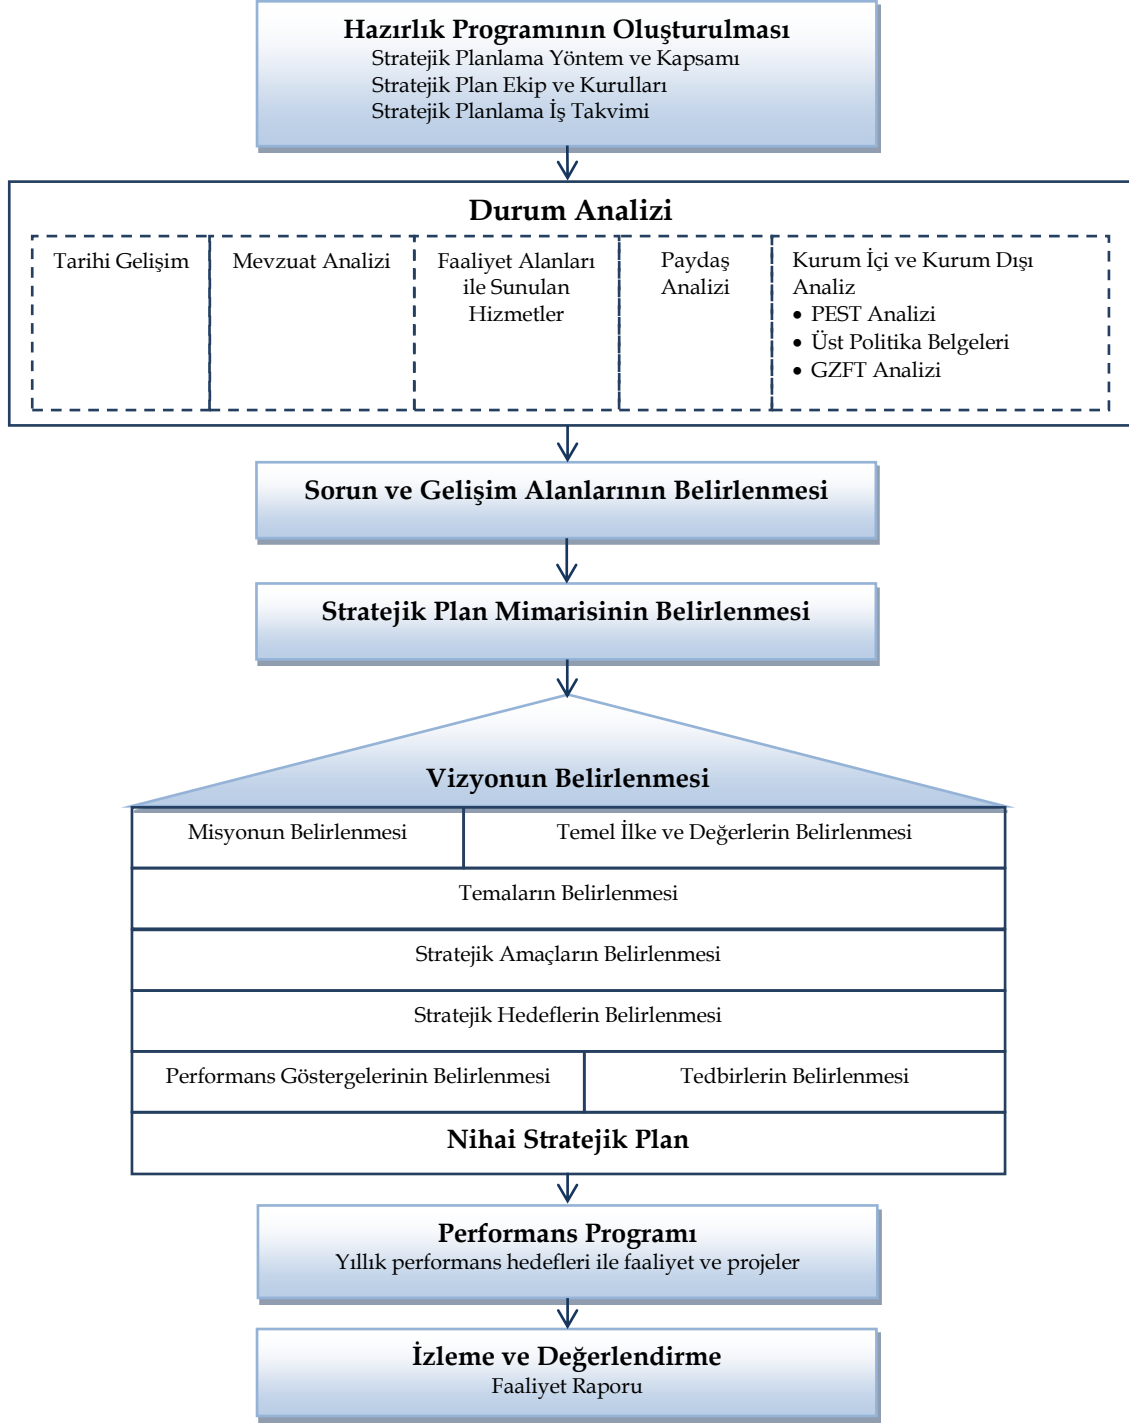 Hazırlık Programının Oluşturulması
Stratejik Planlama Yöntem ve Kapsamı
Stratejik Plan Ekip ve Kurulları
Stratejik Planlama İş Takvimi
Durum Analizi
Tarihi Gelişim
Mevzuat Analizi
Faaliyet Alanları
ile Sunulan
Hizmetler
Paydaş
Analizi
Kurum İçi ve Kurum Dışı
Analiz
• PEST Analizi
• Üst Politika Belgeleri
• GZFT Analizi
Sorun ve Gelişim Alanlarının Belirlenmesi
Stratejik Plan Mimarisinin Belirlenmesi
Vizyonun Belirlenmesi
Misyonun Belirlenmesi
Temel İlke ve Değerlerin Belirlenmesi
Temaların Belirlenmesi
Stratejik Amaçların Belirlenmesi
Stratejik Hedeflerin Belirlenmesi
Performans Göstergelerinin Belirlenmesi
Tedbirlerin Belirlenmesi
Nihai Stratejik Plan
Performans Programı
Yıllık performans hedefleri ile faaliyet ve projeler
İzleme ve Değerlendirme
Faaliyet Raporu